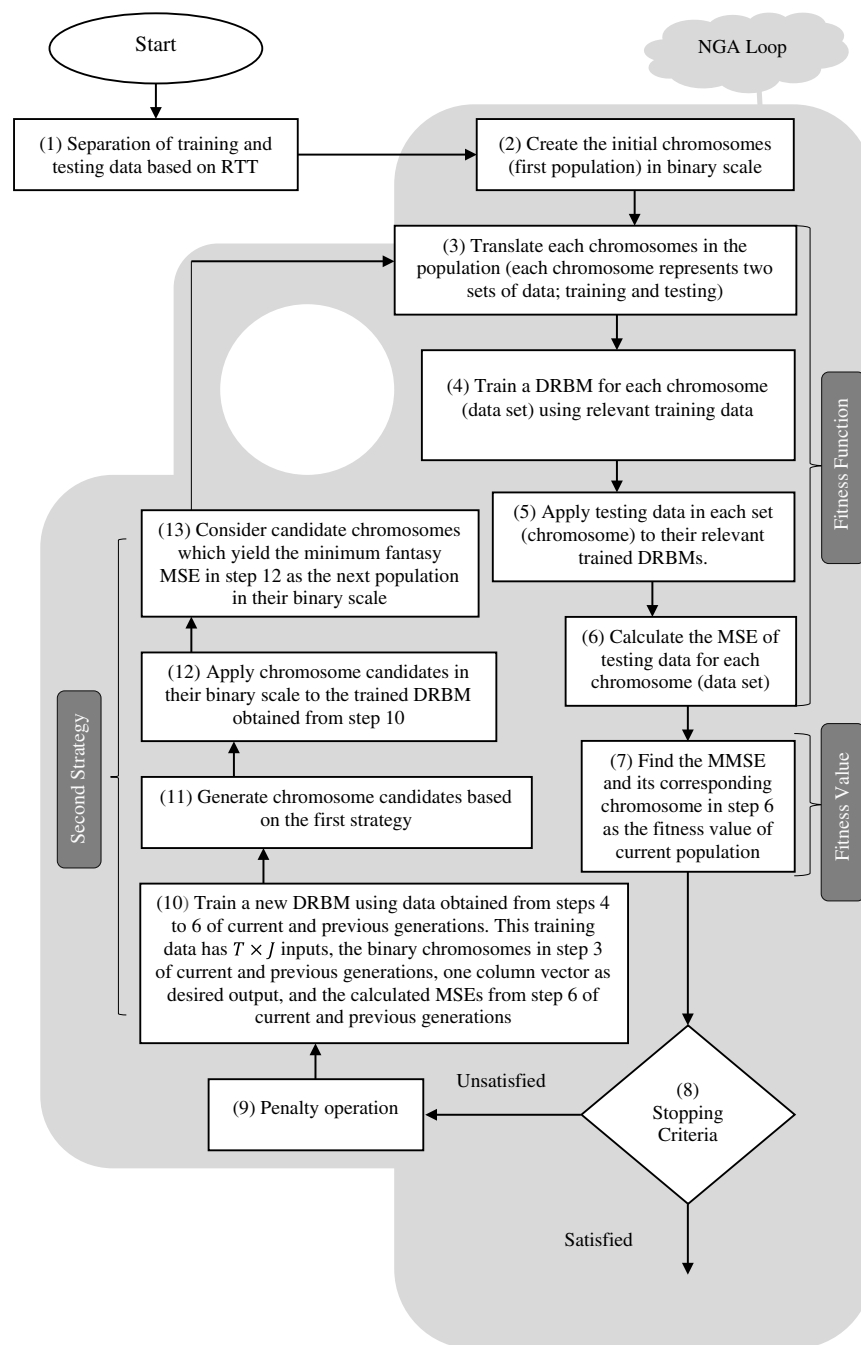 Start
NGA Loop
(1) Separation of training and
testing data based on RTT
(2) Create the initial chromosomes
(first population) in binary scale
(3) Translate each chromosomes in the
population (each chromosome represents two
sets of data; training and testing)
(4) Train a DRBM for each chromosome
(data set) using relevant training data
Fitness Function
(5) Apply testing data in each set
(chromosome) to their relevant
trained DRBMs.
(6) Calculate the MSE of
testing data for each
chromosome (data set)
(7) Find the MMSE
and its corresponding
chromosome in step 6
as the fitness value of
current population
Fitness Value
(8)
Stopping
Criteria
Satisfied
Unsatisfied
(9) Penalty operation
(10) Train a new DRBM using data obtained from steps 4
to 6 of current and previous generations. This training
data has T × J inputs, the binary chromosomes in step 3
of current and previous generations, one column vector as
desired output, and the calculated MSEs from step 6 of
current and previous generations
(11) Generate chromosome candidates based
on the first strategy
(12) Apply chromosome candidates in
their binary scale to the trained DRBM
obtained from step 10
(13) Consider candidate chromosomes
which yield the minimum fantasy
MSE in step 12 as the next population
in their binary scale
Second Strategy